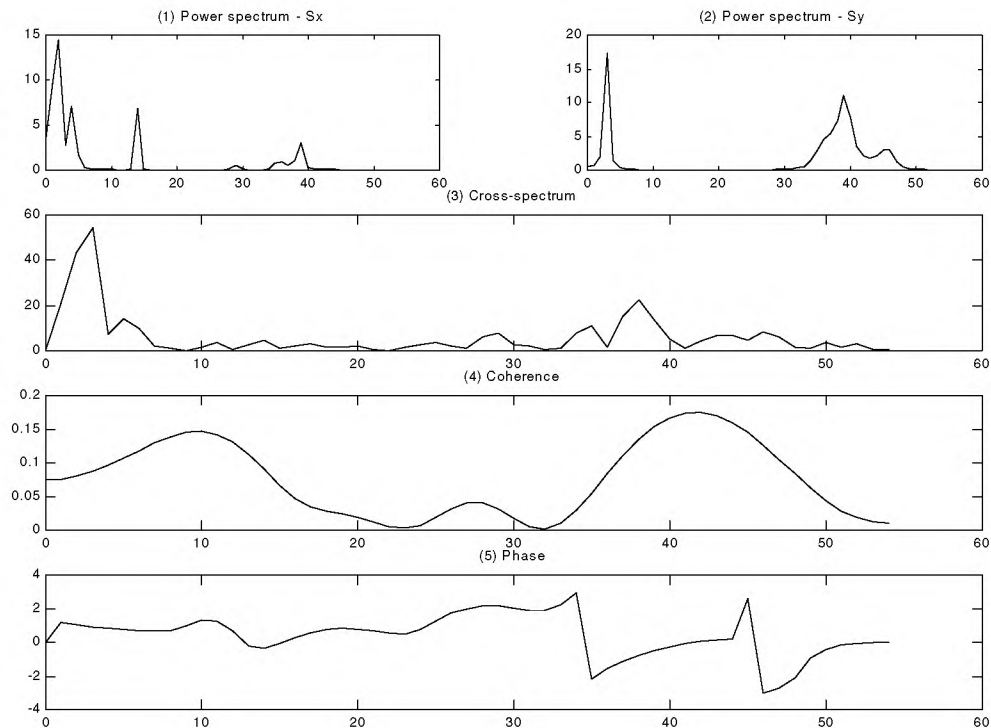 (1) Power spectrum - Sx
15
10
5
0
0 10 20 30 40 50 60
(2) Power spectrum - Sy
20
15
10
5
0
0 10 20 30 40 50 60
(3) Cross-spectrum
60
40
20
0
0 10 20 30 40 50 60
(4) Coherence
0.2
0.15
0.1
0.05
0
0 10 20 30 40 50 60
(5) Phase
4
2
0
-2
-4
0 10 20 30 40 50 60